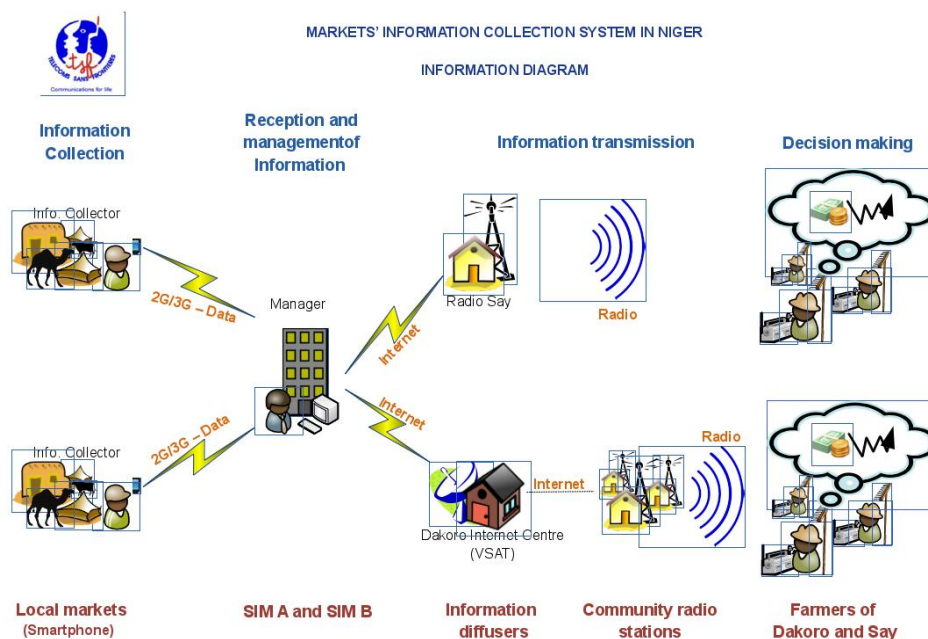 MARKETS' INFORMATION COLLECTION SYSTEM IN NIGER
INFORMATION DIAGRAM
TELECOMS SANS FRONTIERES
tsf
Communications for life
Information
Collection
Reception and
managementof
Information
Information transmission
Decision making
Info. Collector
2G/3G – Data
Manager
Internet
Radio Say
Radio
Info. Collector
2G/3G – Data
Internet
Dakoro Internet Centre
(VSAT)
Internet
Radio
Local markets
(Smartphone)
SIM A and SIM B
Information
diffusers
Community radio
stations
Farmers of
Dakoro and Say